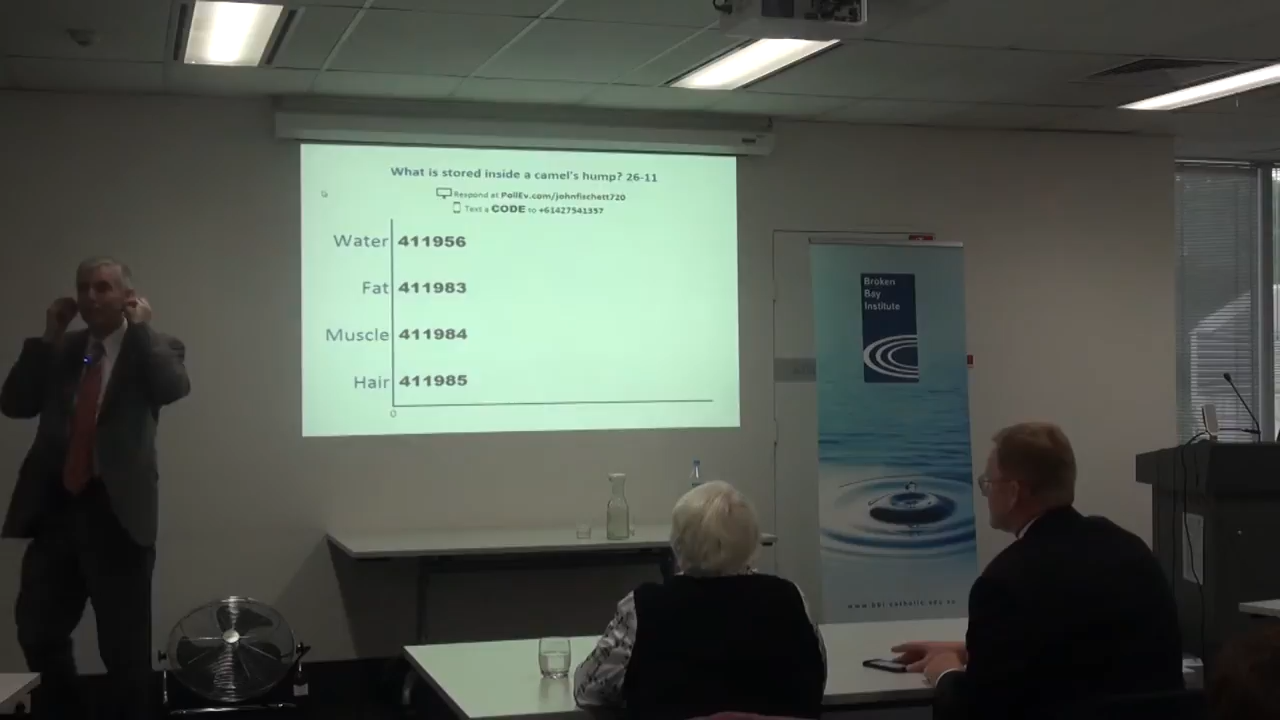 What is stored inside a camel's hump? 26-11
Respond at PollEv.com/johnfischett720
Text a CODE to +61427541357
Water 411956
Fat 411983
Muscle 411984
Hair 411985
0
Broken
Bay
Institute
www.bbi.catholic.edu.au